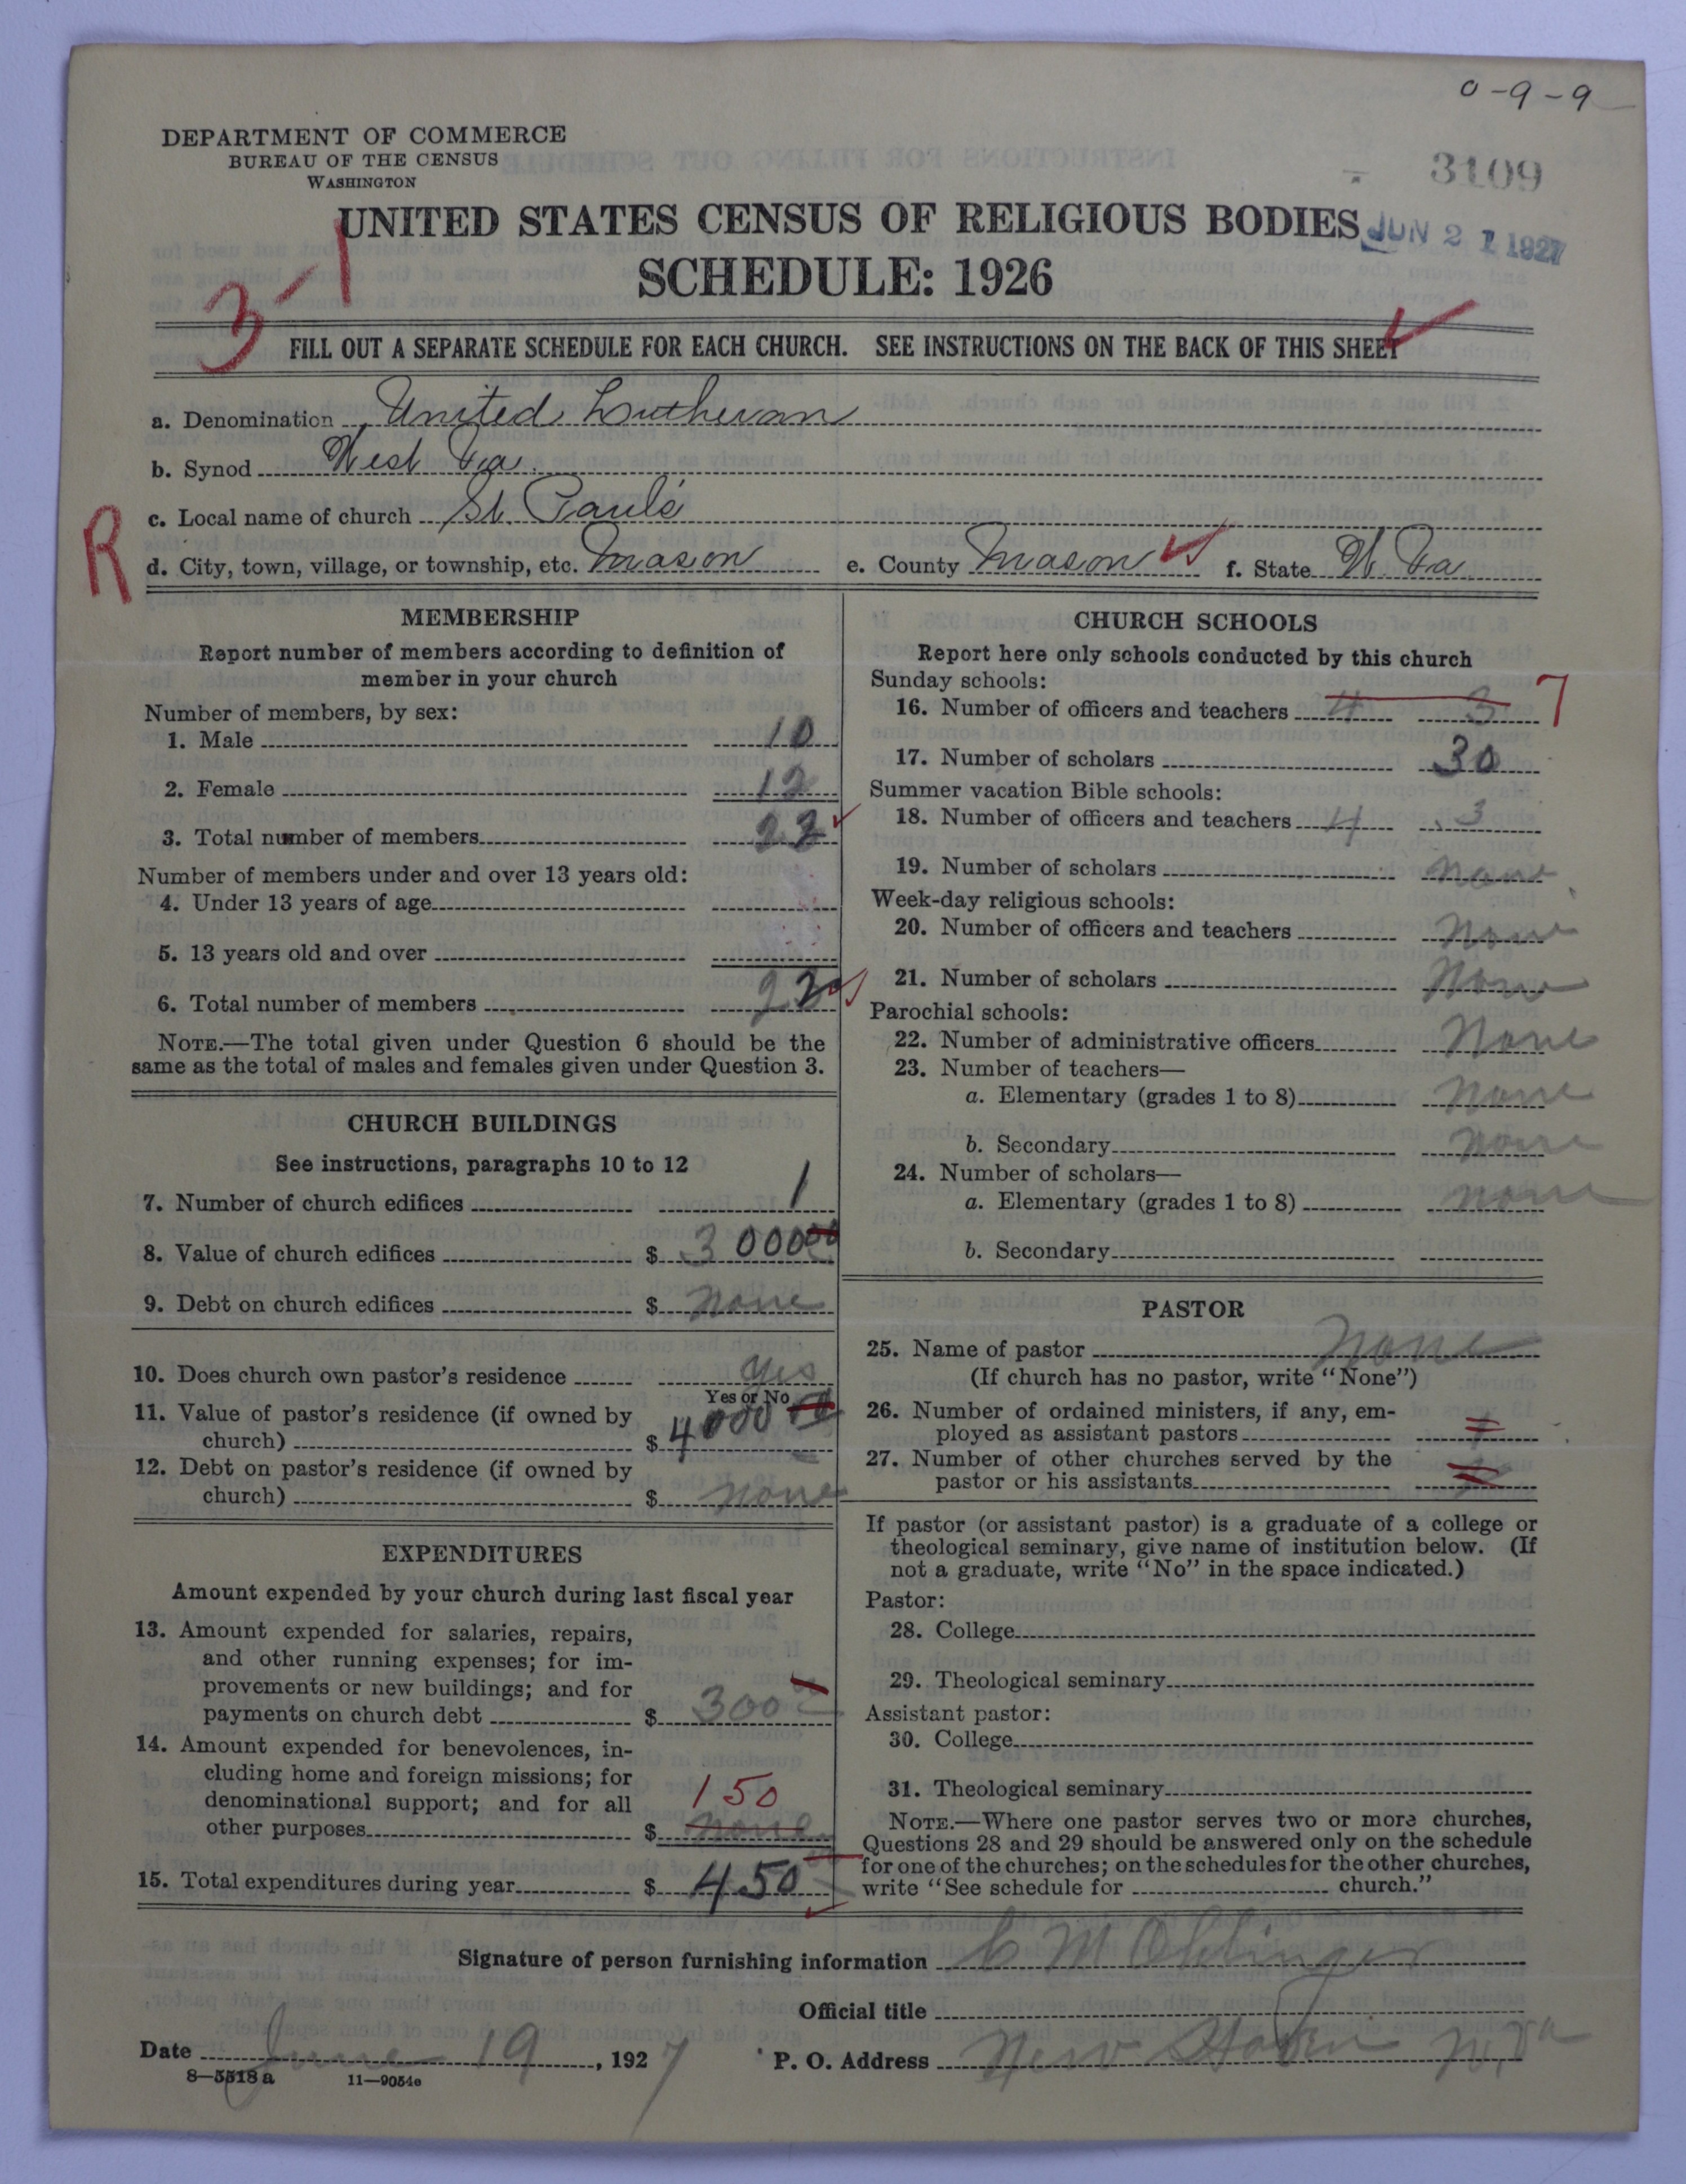 0-9-9
DEPARTMENT OF COMMERCE
BUREAU OF THE CENSUS
WASHINGTON
3109
UNITED STATES CENSUS OF RELIGIOUS BODIES
JUN 21 1927
SCHEDULE: 1926
3-1
FILL OUT A SEPARATE SCHEDULE FOR EACH CHURCH. SEE INSTRUCTIONS ON THE BACK OF THIS SHEET
a. Denomination United Lutheran
b. Synod West Va.
c. Local name of church St. Paul's
R
d. City, town, village, or township, etc. Mason e. County Mason f. State W. Va
MEMBERSHIP
Report number of members according to definition of
member in your church
Number of members, by sex:
1. Male 10
2. Female 12
3. Total number of members 22
Number of members under and over 13 years old:
4. Under 13 years of age
5. 13 years old and over
6. Total number of members 22
NOTE.—The total given under Question 6 should be the
same as the total of males and females given under Question 3.
CHURCH BUILDINGS
See instructions, paragraphs 10 to 12
7. Number of church edifices 1
8. Value of church edifices $ 3000 00
9. Debt on church edifices $ none
10. Does church own pastor's residence yes
Yes or No
11. Value of pastor's residence (if owned by
church) $ 4000
12. Debt on pastor's residence (if owned by
church) $ none
EXPENDITURES
Amount expended by your church during last fiscal year
13. Amount expended for salaries, repairs,
and other running expenses; for im-
provements or new buildings; and for
payments on church debt $ 300
14. Amount expended for benevolences, in-
cluding home and foreign missions; for
denominational support; and for all
150
other purposes $ none
15. Total expenditures during year $ 450
CHURCH SCHOOLS
Report here only schools conducted by this church
Sunday schools:
16. Number of officers and teachers 4 3 7
17. Number of scholars 30
Summer vacation Bible schools:
18. Number of officers and teachers 4 3
19. Number of scholars none
Week-day religious schools:
20. Number of officers and teachers None
21. Number of scholars None
Parochial schools:
22. Number of administrative officers None
23. Number of teachers—
a. Elementary (grades 1 to 8) none
b. Secondary none
24. Number of scholars—
a. Elementary (grades 1 to 8) none
b. Secondary
PASTOR
25. Name of pastor None
(If church has no pastor, write "None")
26. Number of ordained ministers, if any, em-
ployed as assistant pastors
27. Number of other churches served by the
pastor or his assistants
If pastor (or assistant pastor) is a graduate of a college or
theological seminary, give name of institution below. (If
not a graduate, write "No" in the space indicated.)
Pastor:
28. College
29. Theological seminary
Assistant pastor:
30. College
31. Theological seminary
NOTE.—Where one pastor serves two or more churches,
Questions 28 and 29 should be answered only on the schedule
for one of the churches; on the schedules for the other churches,
write "See schedule for church."
Signature of person furnishing information C M Ohlinger
Official title
Date June 19, 1927 P. O. Address New Haven W. Va
8—5518 a 11—9054e